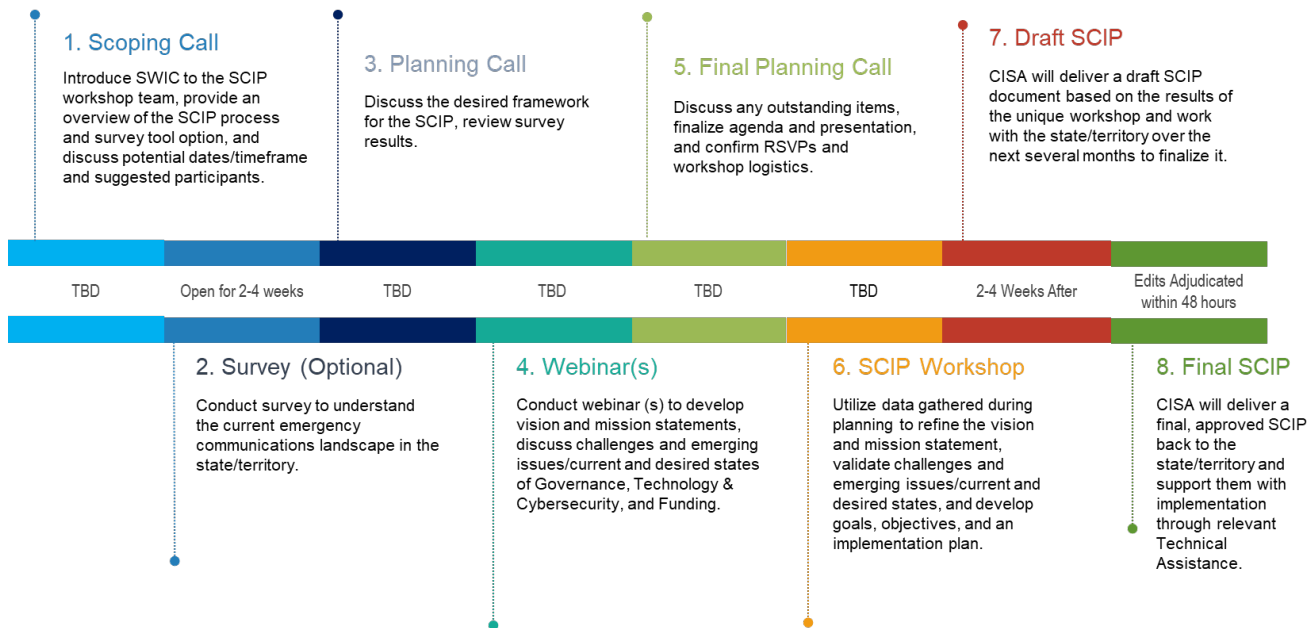 1. Scoping Call
Introduce SWIC to the SCIP
workshop team, provide an
overview of the SCIP process
and survey tool option, and
discuss potential dates/timeframe
and suggested participants.
3. Planning Call
Discuss the desired framework
for the SCIP, review survey
results.
5. Final Planning Call
Discuss any outstanding items,
finalize agenda and presentation,
and confirm RSVPs and
workshop logistics.
7. Draft SCIP
CISA will deliver a draft SCIP
document based on the results of
the unique workshop and work
with the state/territory over the
next several months to finalize it.
TBD
Open for 2-4 weeks
TBD
TBD
TBD
TBD
2-4 Weeks After
Edits Adjudicated
within 48 hours
2. Survey (Optional)
Conduct survey to understand
the current emergency
communications landscape in the
state/territory.
4. Webinar(s)
Conduct webinar (s) to develop
vision and mission statements,
discuss challenges and emerging
issues/current and desired states
of Governance, Technology &
Cybersecurity, and Funding.
6. SCIP Workshop
Utilize data gathered during
planning to refine the vision
and mission statement,
validate challenges and
emerging issues/current and
desired states, and develop
goals, objectives, and an
implementation plan.
8. Final SCIP
CISA will deliver a
final, approved SCIP
back to the
state/territory and
support them with
implementation
through relevant
Technical
Assistance.